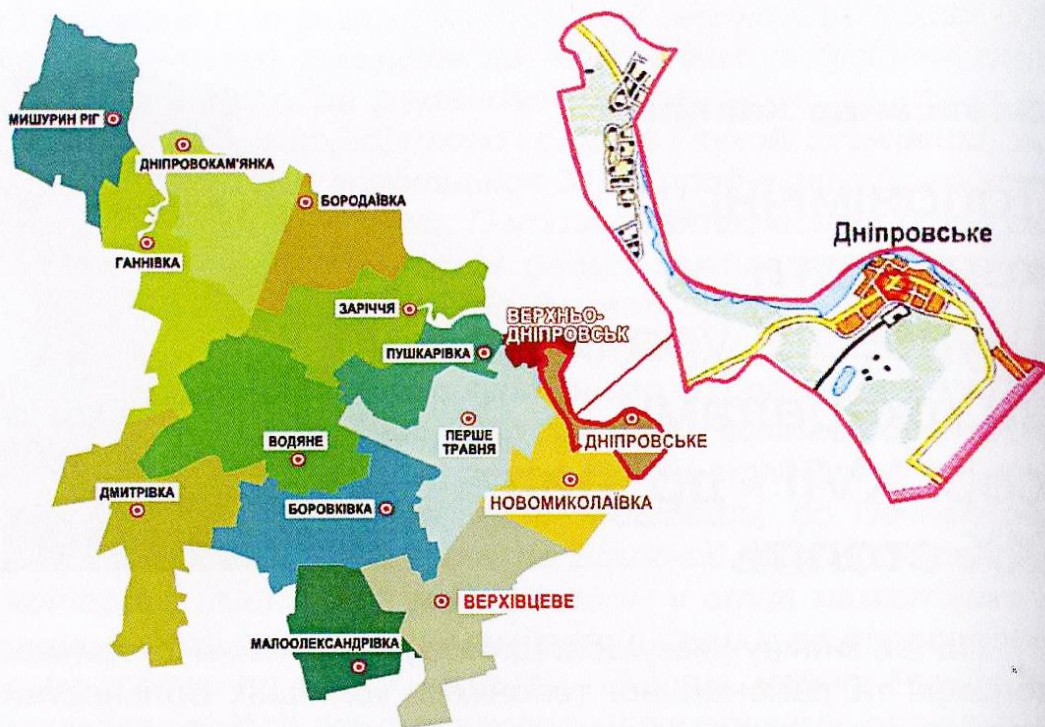 МИШУРИН РІГ
ДНІПРОВОКАМ'ЯНКА
БОРОДАЇВКА
ГАННІВКА
Дніпровське
ЗАРІЧЧЯ
ВЕРХНЬО-
ДНІПРОВСЬК
ПУШКАРІВКА
ПЕРШЕ
ТРАВНЯ
ДНІПРОВСЬКЕ
ВОДЯНЕ
ДМИТРІВКА
БОРОВКІВКА
НОВОМИКОЛАЇВКА
ВЕРХІВЦЕВЕ
МАЛООЛЕКСАНДРІВКА